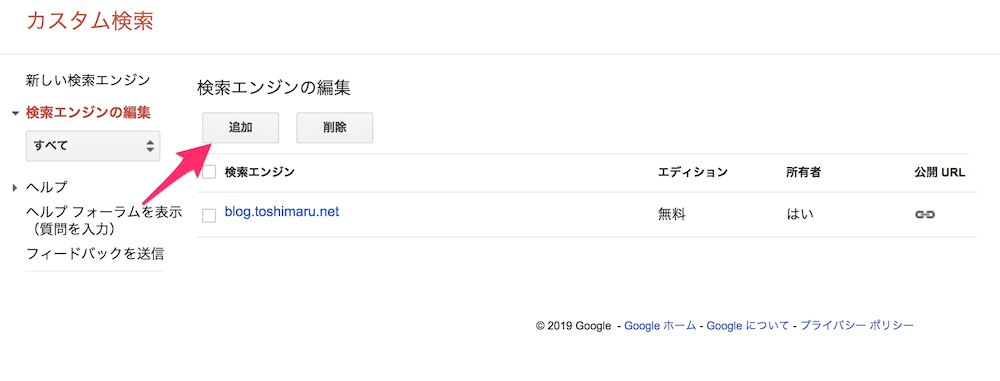 カスタム検索
新しい検索エンジン
検索エンジンの編集
すべて
ヘルプ
ヘルプ フォーラムを表示
（質問を入力）
フィードバックを送信
検索エンジンの編集
追加 削除
検索エンジン エディション 所有者 公開 URL
blog.toshimaru.net 無料 はい
© 2019 Google - Google ホーム - Google について - プライバシー ポリシー